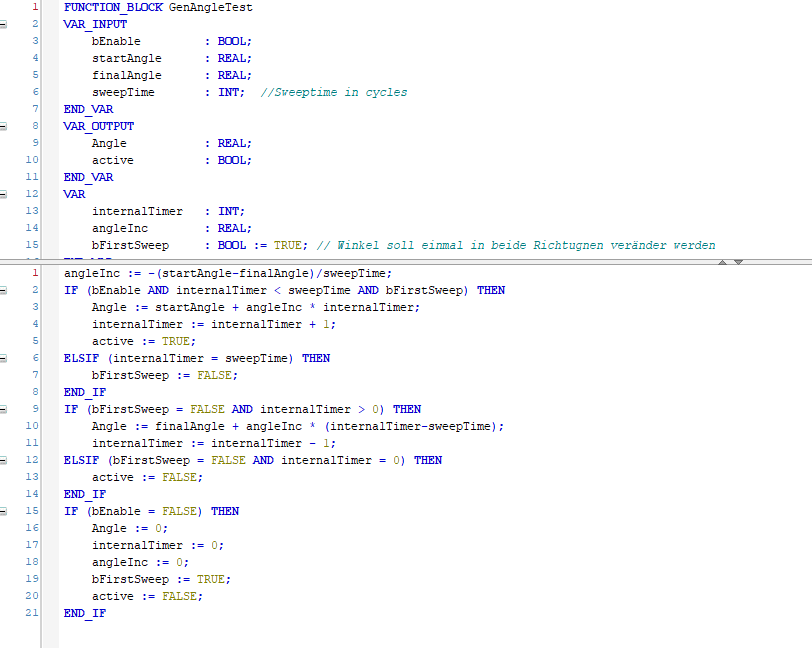 1 FUNCTION_BLOCK GenAngleTest
2 VAR_INPUT
3 bEnable : BOOL;
4 startAngle : REAL;
5 finalAngle : REAL;
6 sweepTime : INT; //Sweeptime in cycles
7 END_VAR
8 VAR_OUTPUT
9 Angle : REAL;
10 active : BOOL;
11 END_VAR
12 VAR
13 internalTimer : INT;
14 angleInc : REAL;
15 bFirstSweep : BOOL := TRUE; // Winkel soll einmal in beide Richtugnen veränder werden
1 angleInc := -(startAngle-finalAngle)/sweepTime;
2 IF (bEnable AND internalTimer < sweepTime AND bFirstSweep) THEN
3 Angle := startAngle + angleInc * internalTimer;
4 internalTimer := internalTimer + 1;
5 active := TRUE;
6 ELSIF (internalTimer = sweepTime) THEN
7 bFirstSweep := FALSE;
8 END_IF
9 IF (bFirstSweep = FALSE AND internalTimer > 0) THEN
10 Angle := finalAngle + angleInc * (internalTimer-sweepTime);
11 internalTimer := internalTimer - 1;
12 ELSIF (bFirstSweep = FALSE AND internalTimer = 0) THEN
13 active := FALSE;
14 END_IF
15 IF (bEnable = FALSE) THEN
16 Angle := 0;
17 internalTimer := 0;
18 angleInc := 0;
19 bFirstSweep := TRUE;
20 active := FALSE;
21 END_IF